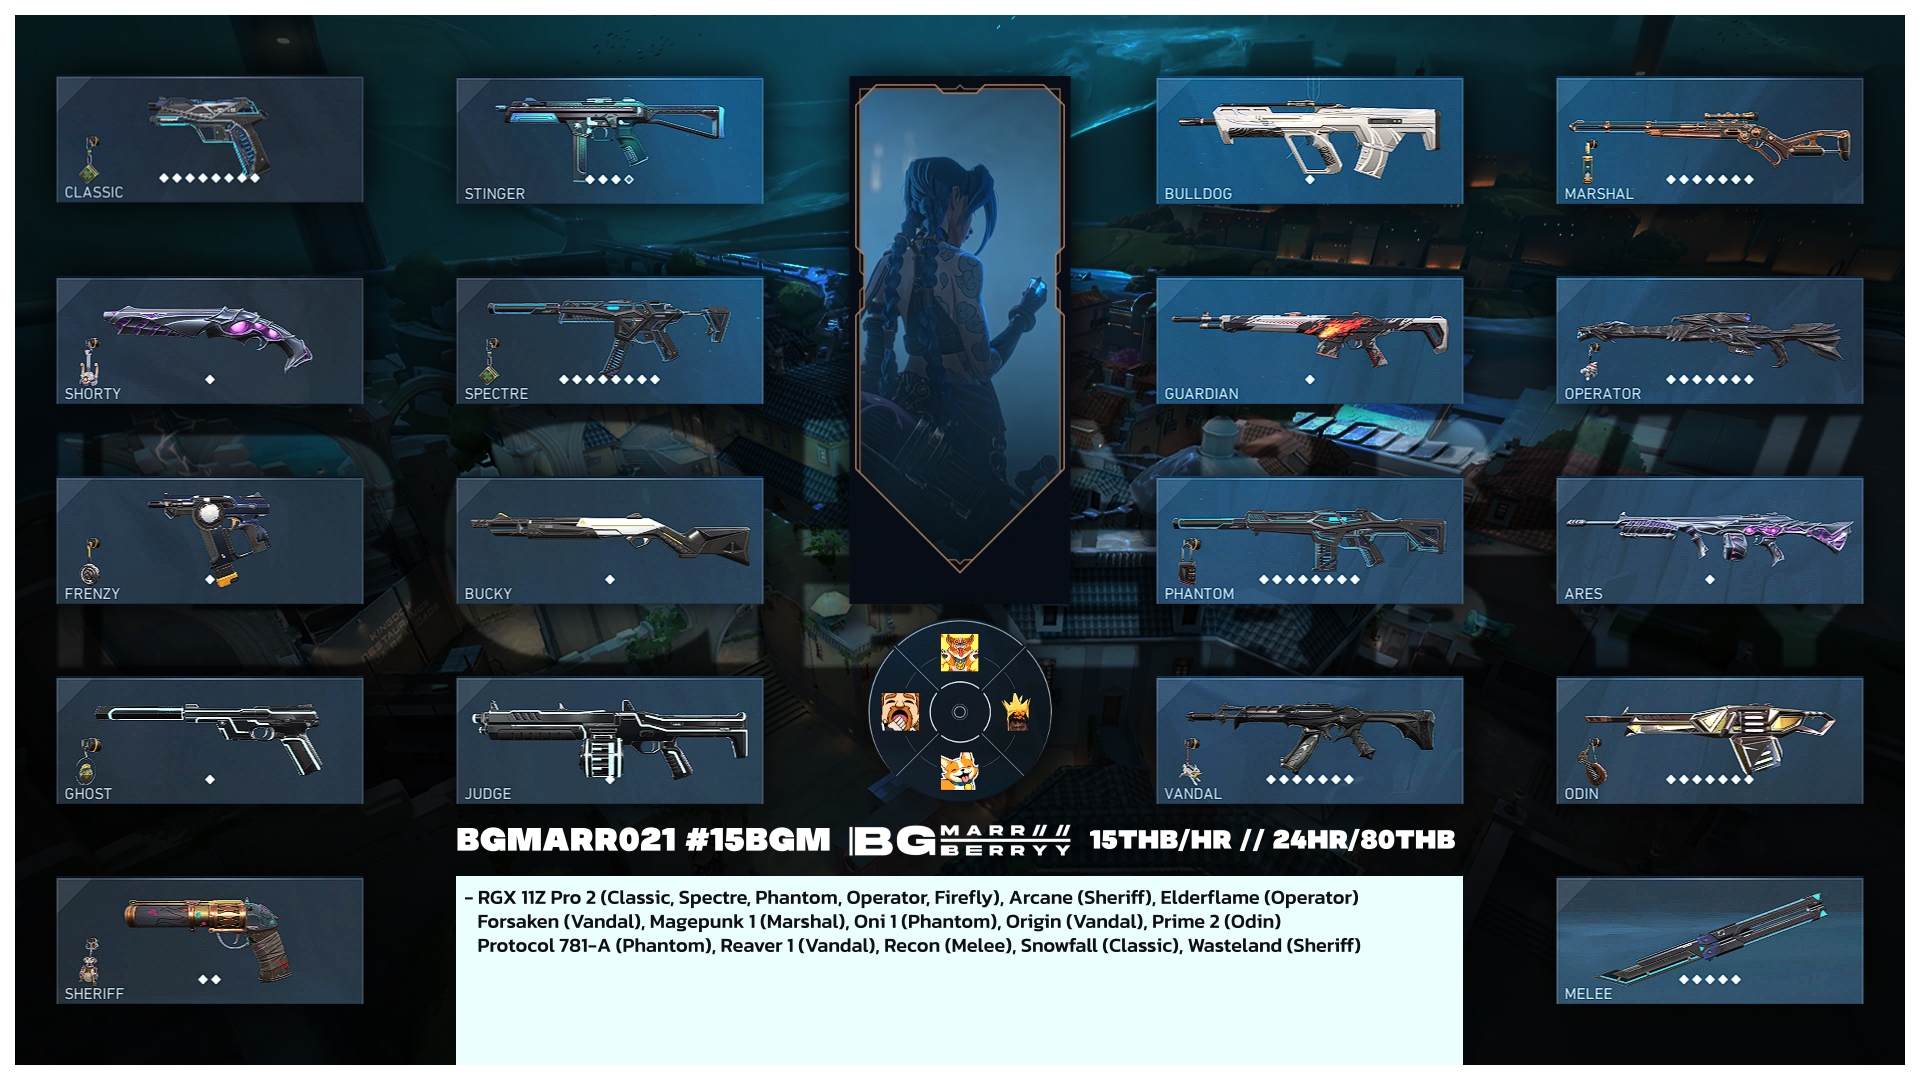 CLASSIC
STINGER
BULLDOG
MARSHAL
SHORTY
SPECTRE
GUARDIAN
OPERATOR
FRENZY
BUCKY
PHANTOM
ARES
GHOST
JUDGE
VANDAL
ODIN
BGMARR021 #15BGM
BG MARR//// BERRYY
15THB/HR // 24HR/80THB
SHERIFF
- RGX 11Z Pro 2 (Classic, Spectre, Phantom, Operator, Firefly), Arcane (Sheriff), Elderflame (Operator)
Forsaken (Vandal), Magepunk 1 (Marshal), Oni 1 (Phantom), Origin (Vandal), Prime 2 (Odin)
Protocol 781-A (Phantom), Reaver 1 (Vandal), Recon (Melee), Snowfall (Classic), Wasteland (Sheriff)
MELEE